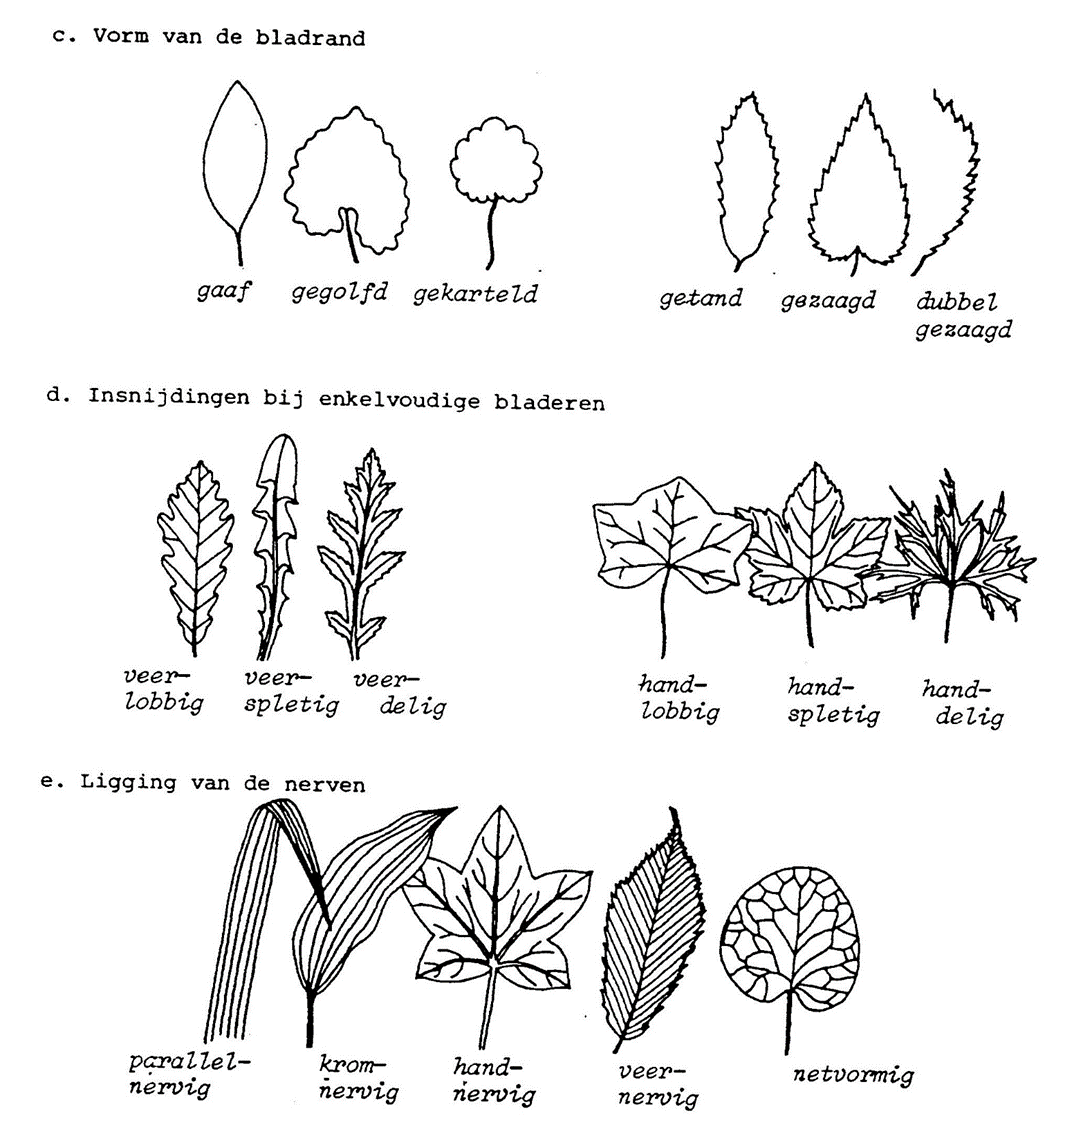 c. Vorm van de bladrand
gaaf gegolfd gekarteld getand gezaagd dubbel
gezaagd
d. Insnijdingen bij enkelvoudige bladeren
veer- veer- veer- hand- hand- hand-
lobbig spletig delig lobbig spletig delig
e. Ligging van de nerven
parallel- krom- hand- veer- netvormig
nervig nervig nervig nervig